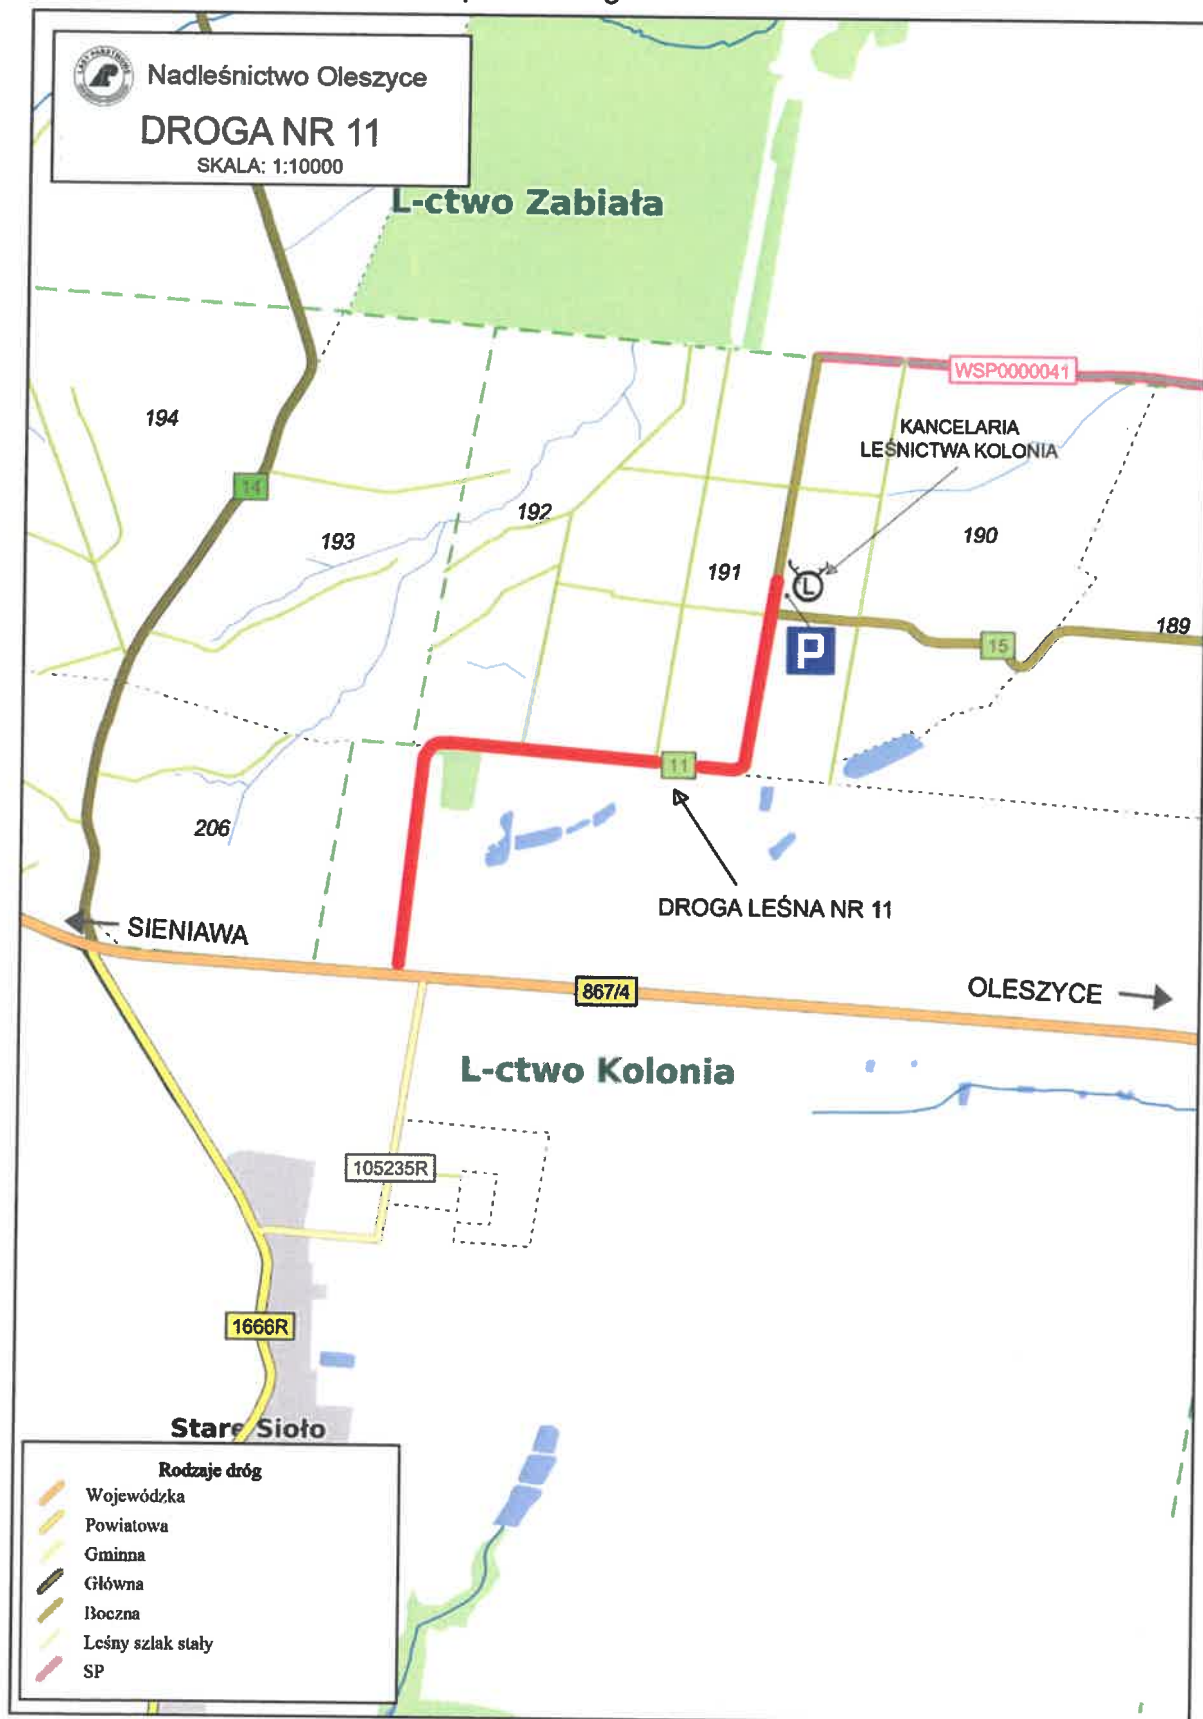 Nadleśnictwo Oleszyce
DROGA NR 11
SKALA: 1:10000
L-ctwo Zabiała
WSP0000041
KANCELARIA
LEŚNICTWA KOLONIA
194
14
193
192
191
190
L
P
15
189
11
206
DROGA LEŚNA NR 11
SIENIAWA
867/4
OLESZYCE
L-ctwo Kolonia
105235R
1666R
Stare Sioło
Rodzaje dróg
Wojewódzka
Powiatowa
Gminna
Główna
Boczna
Leśny szlak stały
SP